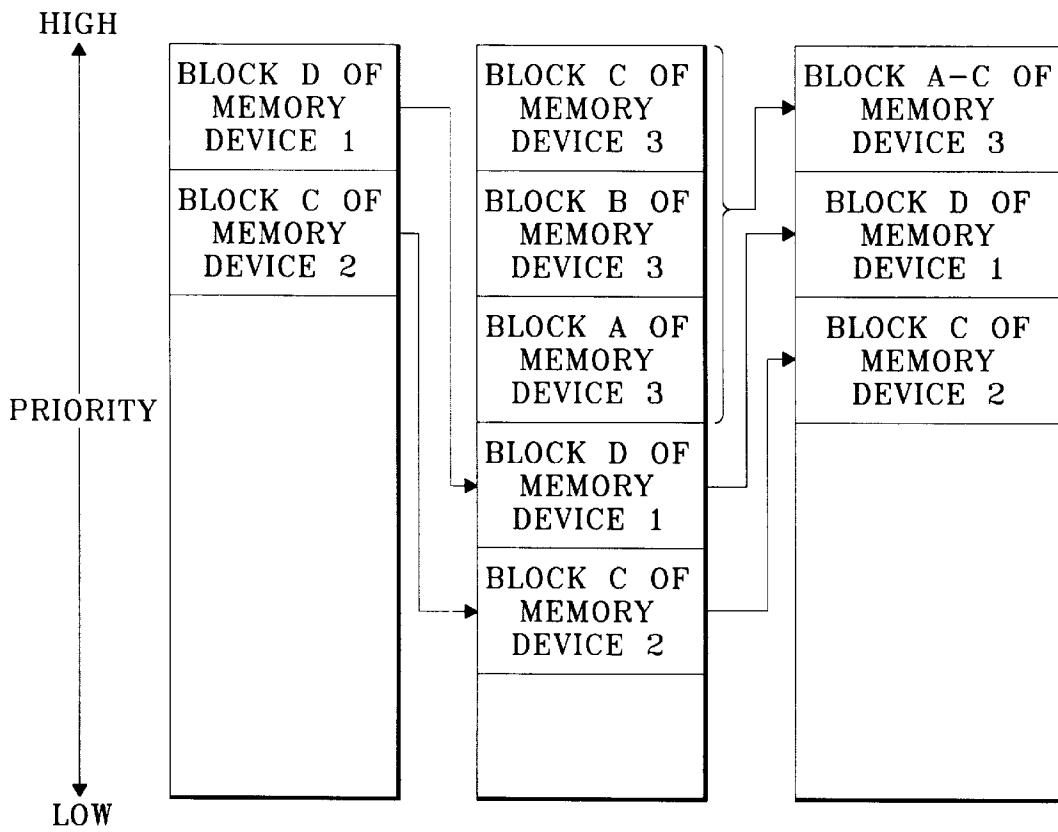 HIGH
PRIORITY
LOW
BLOCK D OF
MEMORY
DEVICE 1
BLOCK C OF
MEMORY
DEVICE 2
BLOCK C OF
MEMORY
DEVICE 3
BLOCK B OF
MEMORY
DEVICE 3
BLOCK A OF
MEMORY
DEVICE 3
BLOCK D OF
MEMORY
DEVICE 1
BLOCK C OF
MEMORY
DEVICE 2
BLOCK A-C OF
MEMORY
DEVICE 3
BLOCK D OF
MEMORY
DEVICE 1
BLOCK C OF
MEMORY
DEVICE 2